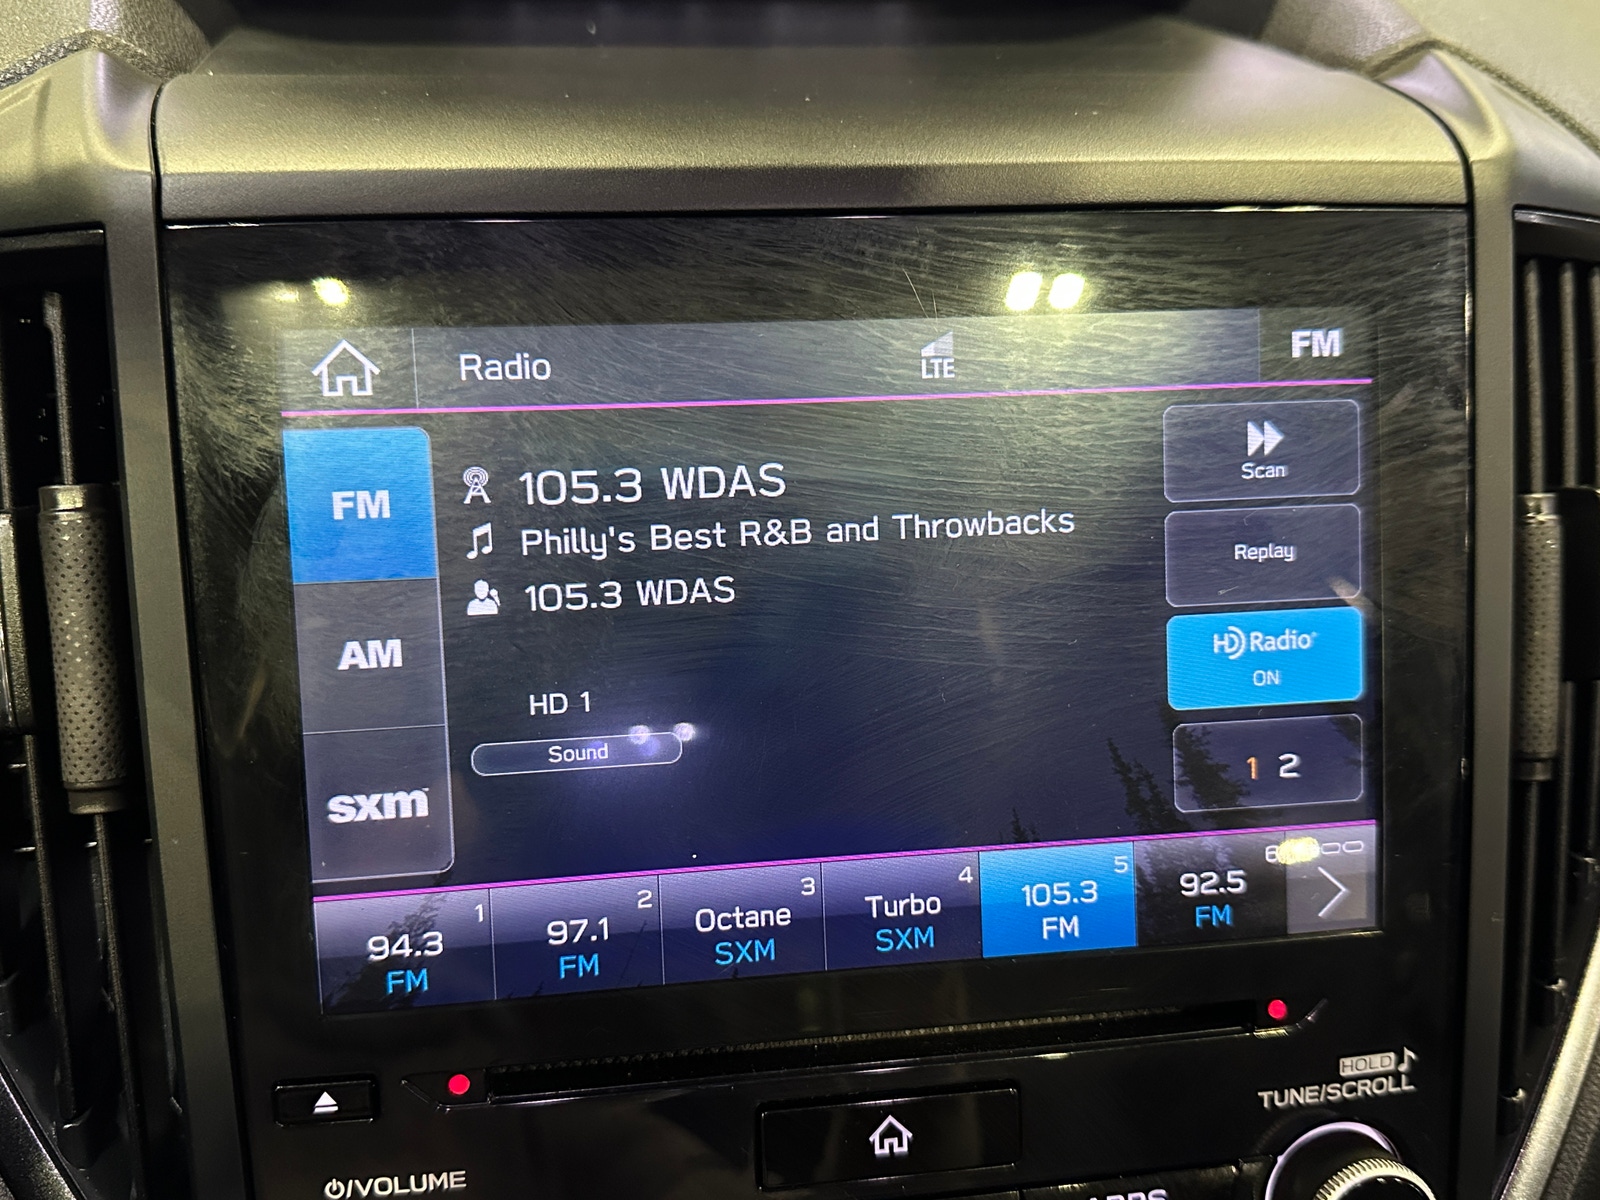 Radio
LTE
FM
FM
AM
sxm
105.3 WDAS
Philly's Best R&B and Throwbacks
105.3 WDAS
HD 1
Sound
Scan
Replay
HD Radio
ON
1 2
1
94.3
FM
2
97.1
FM
3
Octane
SXM
4
Turbo
SXM
5
105.3
FM
6
92.5
FM
HOLD
TUNE/SCROLL
/VOLUME